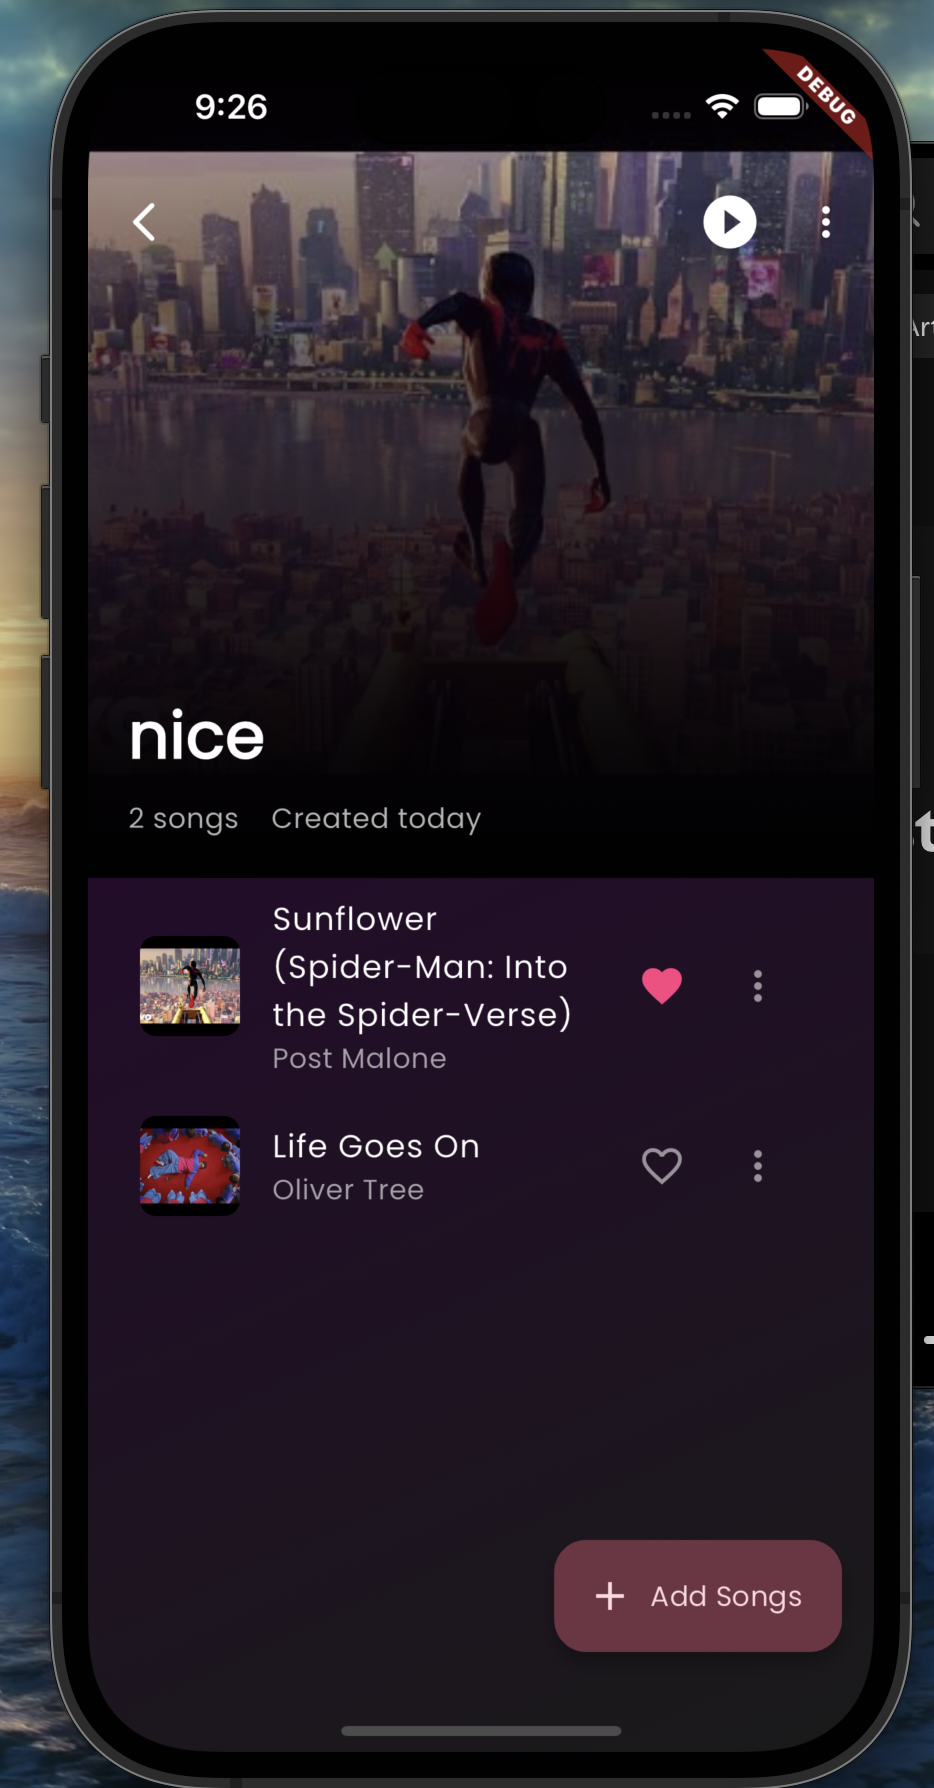 9:26
DEBUG
nice
2 songs Created today
Sunflower
(Spider-Man: Into
the Spider-Verse)
Post Malone
Life Goes On
Oliver Tree
Add Songs